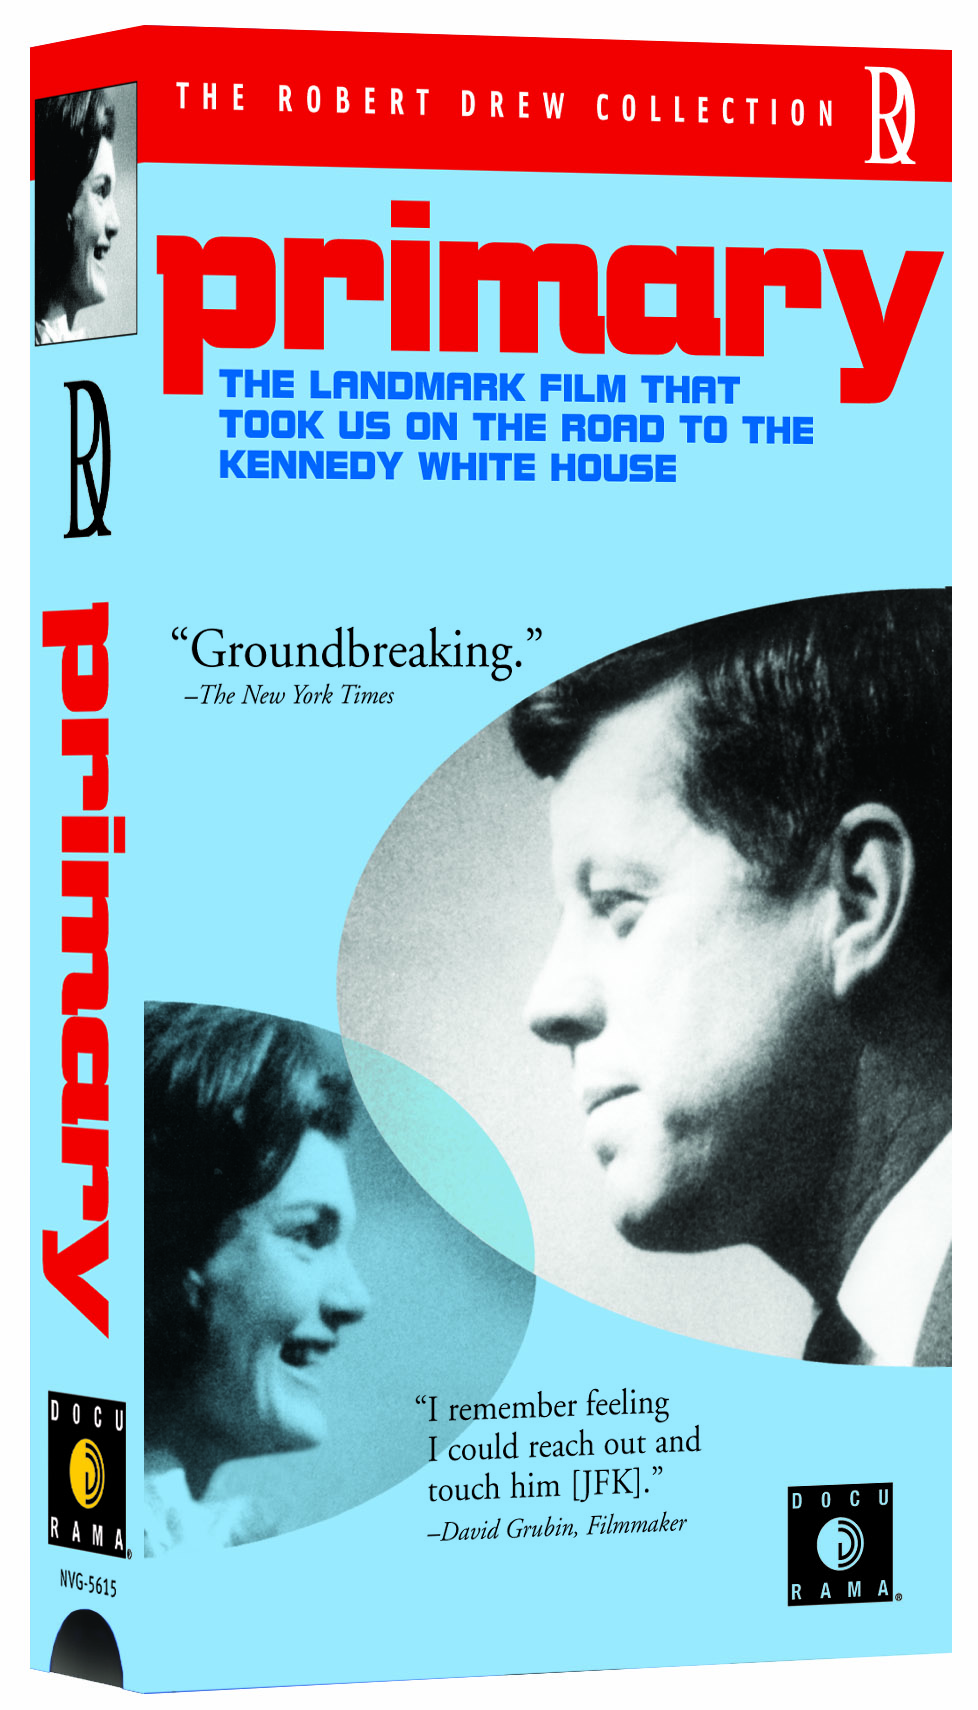 THE ROBERT DREW COLLECTION RD
primary
THE LANDMARK FILM THAT
TOOK US ON THE ROAD TO THE
KENNEDY WHITE HOUSE
“Groundbreaking.”
–The New York Times
“I remember feeling
I could reach out and
touch him [JFK].”
–David Grubin, Filmmaker
DOCU
RAMA®
RD
primary
DOCU
RAMA®
NVG-5615